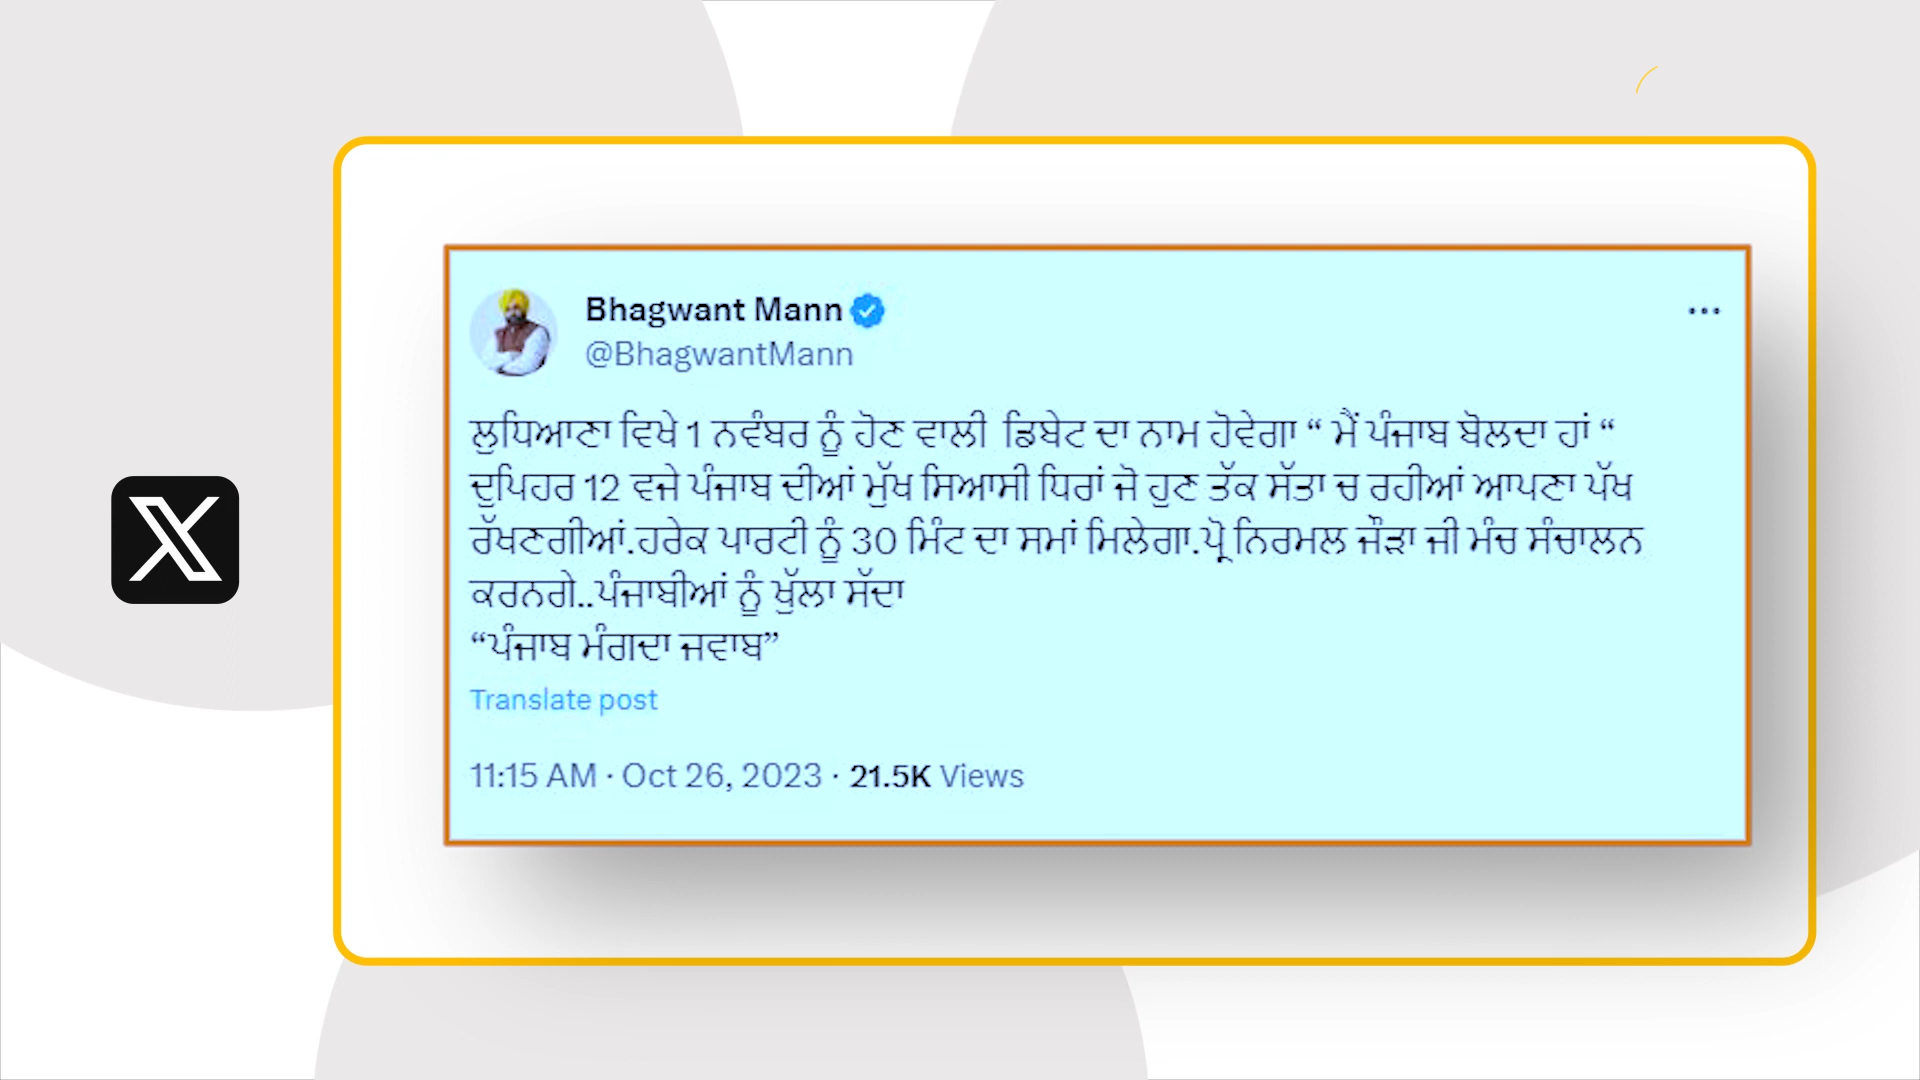 Bhagwant Mann
@BhagwantMann
ਲੁਧਿਆਣਾ ਵਿਖੇ 1 ਨਵੰਬਰ ਨੂੰ ਹੋਣ ਵਾਲੀ ਡਿਬੇਟ ਦਾ ਨਾਮ ਹੋਵੇਗਾ “ ਮੈਂ ਪੰਜਾਬ ਬੋਲਦਾ ਹਾਂ “
ਦੁਪਿਹਰ 12 ਵਜੇ ਪੰਜਾਬ ਦੀਆਂ ਮੁੱਖ ਸਿਆਸੀ ਧਿਰਾਂ ਜੋ ਹੁਣ ਤੱਕ ਸੱਤਾ ਚ ਰਹੀਆਂ ਆਪਣਾ ਪੱਖ
ਰੱਖਣਗੀਆਂ.ਹਰੇਕ ਪਾਰਟੀ ਨੂੰ 30 ਮਿੰਟ ਦਾ ਸਮਾਂ ਮਿਲੇਗਾ.ਪ੍ਰੋ ਨਿਰਮਲ ਜੌੜਾ ਜੀ ਮੰਚ ਸੰਚਾਲਨ
ਕਰਨਗੇ..ਪੰਜਾਬੀਆਂ ਨੂੰ ਖੁੱਲਾ ਸੱਦਾ
“ਪੰਜਾਬ ਮੰਗਦਾ ਜਵਾਬ”
Translate post
11:15 AM · Oct 26, 2023 · 21.5K Views